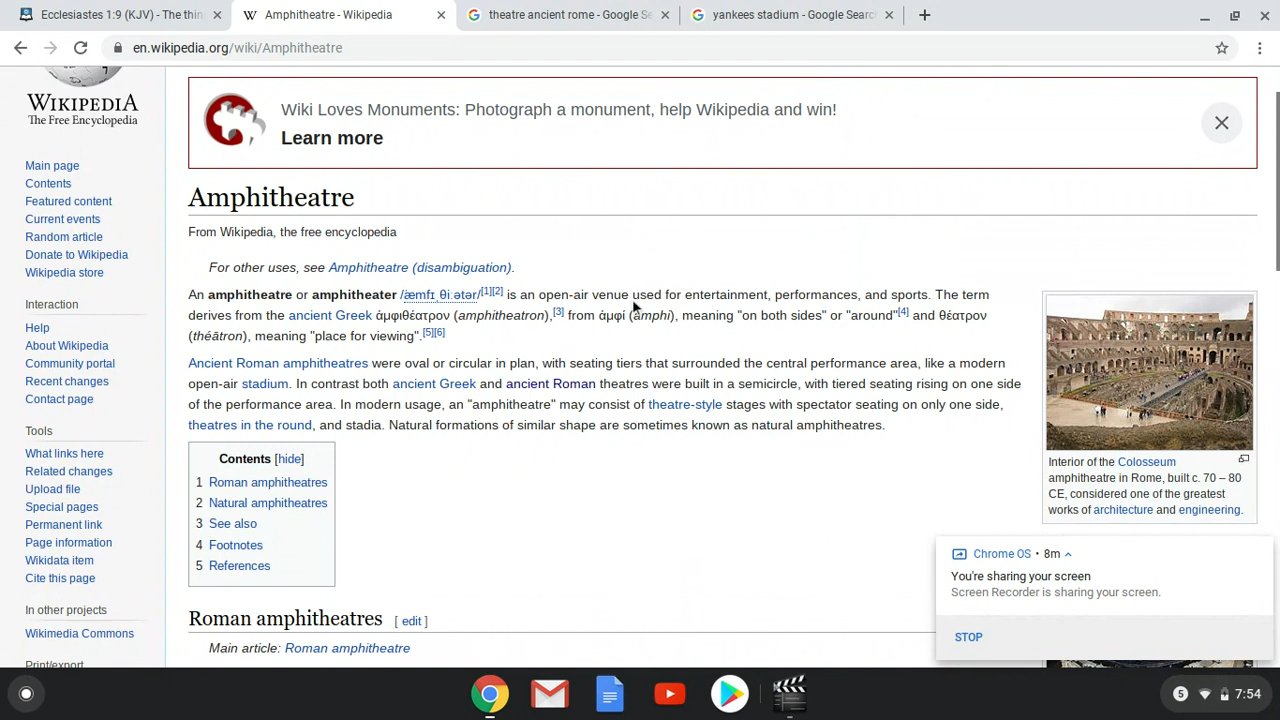 Ecclesiastes 1:9 (KJV) - The thin
Amphitheatre - Wikipedia
theatre ancient rome - Google Se
yankees stadium - Google Search
en.wikipedia.org/wiki/Amphitheatre
WIKIPEDIA
The Free Encyclopedia
Main page
Contents
Featured content
Current events
Random article
Donate to Wikipedia
Wikipedia store
Interaction
Help
About Wikipedia
Community portal
Recent changes
Contact page
Tools
What links here
Related changes
Upload file
Special pages
Permanent link
Page information
Wikidata item
Cite this page
In other projects
Wikimedia Commons
Print/export
Wiki Loves Monuments: Photograph a monument, help Wikipedia and win!
Learn more
Amphitheatre
From Wikipedia, the free encyclopedia
For other uses, see Amphitheatre (disambiguation).
An amphitheatre or amphitheater /ˈæmfɪˌθiːətər/[1][2] is an open-air venue used for entertainment, performances, and sports. The term
derives from the ancient Greek ἀμφιθέατρον (amphitheatron),[3] from ἀμφί (amphi), meaning "on both sides" or "around"[4] and θέατρον
(théātron), meaning "place for viewing".[5][6]
Ancient Roman amphitheatres were oval or circular in plan, with seating tiers that surrounded the central performance area, like a modern
open-air stadium. In contrast both ancient Greek and ancient Roman theatres were built in a semicircle, with tiered seating rising on one side
of the performance area. In modern usage, an "amphitheatre" may consist of theatre-style stages with spectator seating on only one side,
theatres in the round, and stadia. Natural formations of similar shape are sometimes known as natural amphitheatres.
Contents [hide]
1 Roman amphitheatres
2 Natural amphitheatres
3 See also
4 Footnotes
5 References
Roman amphitheatres [ edit ]
Main article: Roman amphitheatre
Interior of the Colosseum
amphitheatre in Rome, built c. 70 – 80
CE, considered one of the greatest
works of architecture and engineering.
Chrome OS • 8m
You're sharing your screen
Screen Recorder is sharing your screen.
STOP
5 7:54